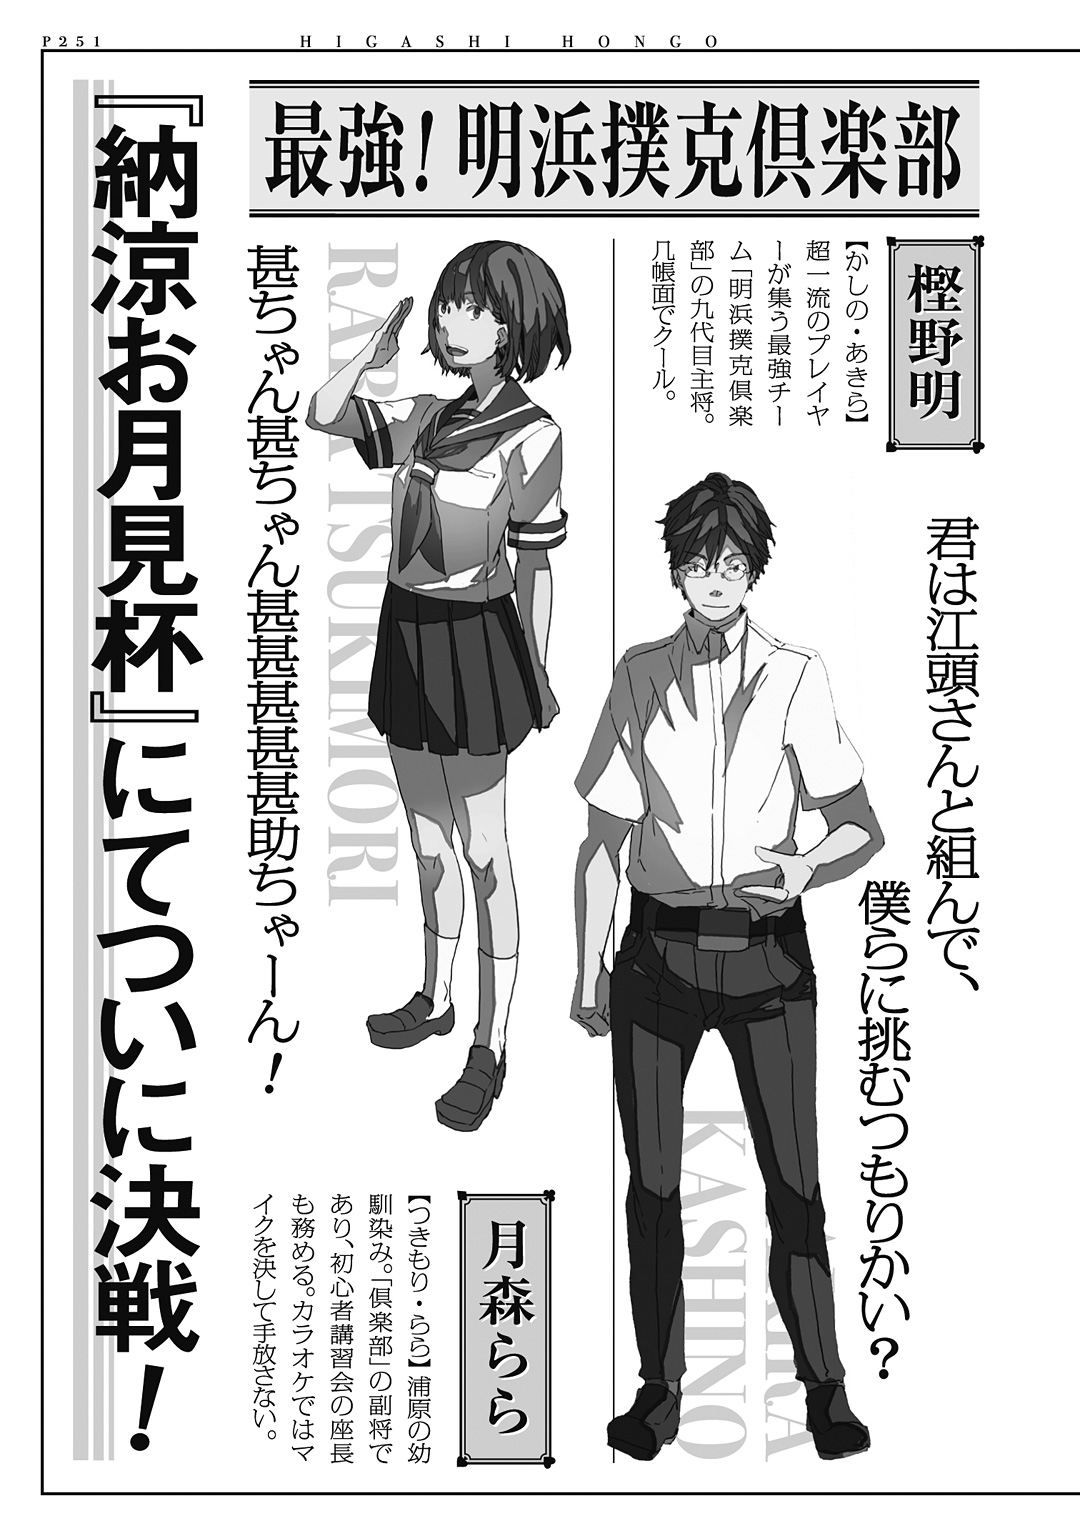 P251
HIGASHI HONGO
最強！明浜撲克倶楽部
樫野明
【かしの・あきら】
超一流のプレイヤ
ーが集う最強チー
ム「明浜撲克倶楽
部」の九代目主将。
几帳面でクール。
君は江頭さんと組んで、
僕らに挑むつもりかい？
AKIRA
KASHINO
RARA TSUKIMORI
甚ちゃん甚ちゃん甚甚甚甚甚助ちゃーん！
月森らら
【つきもり・らら】浦原の幼
馴染み。「倶楽部」の副将で
あり、初心者講習会の座長
も務める。カラオケではマ
イクを決して手放さない。
『納涼お月見杯』にてついに決戦！